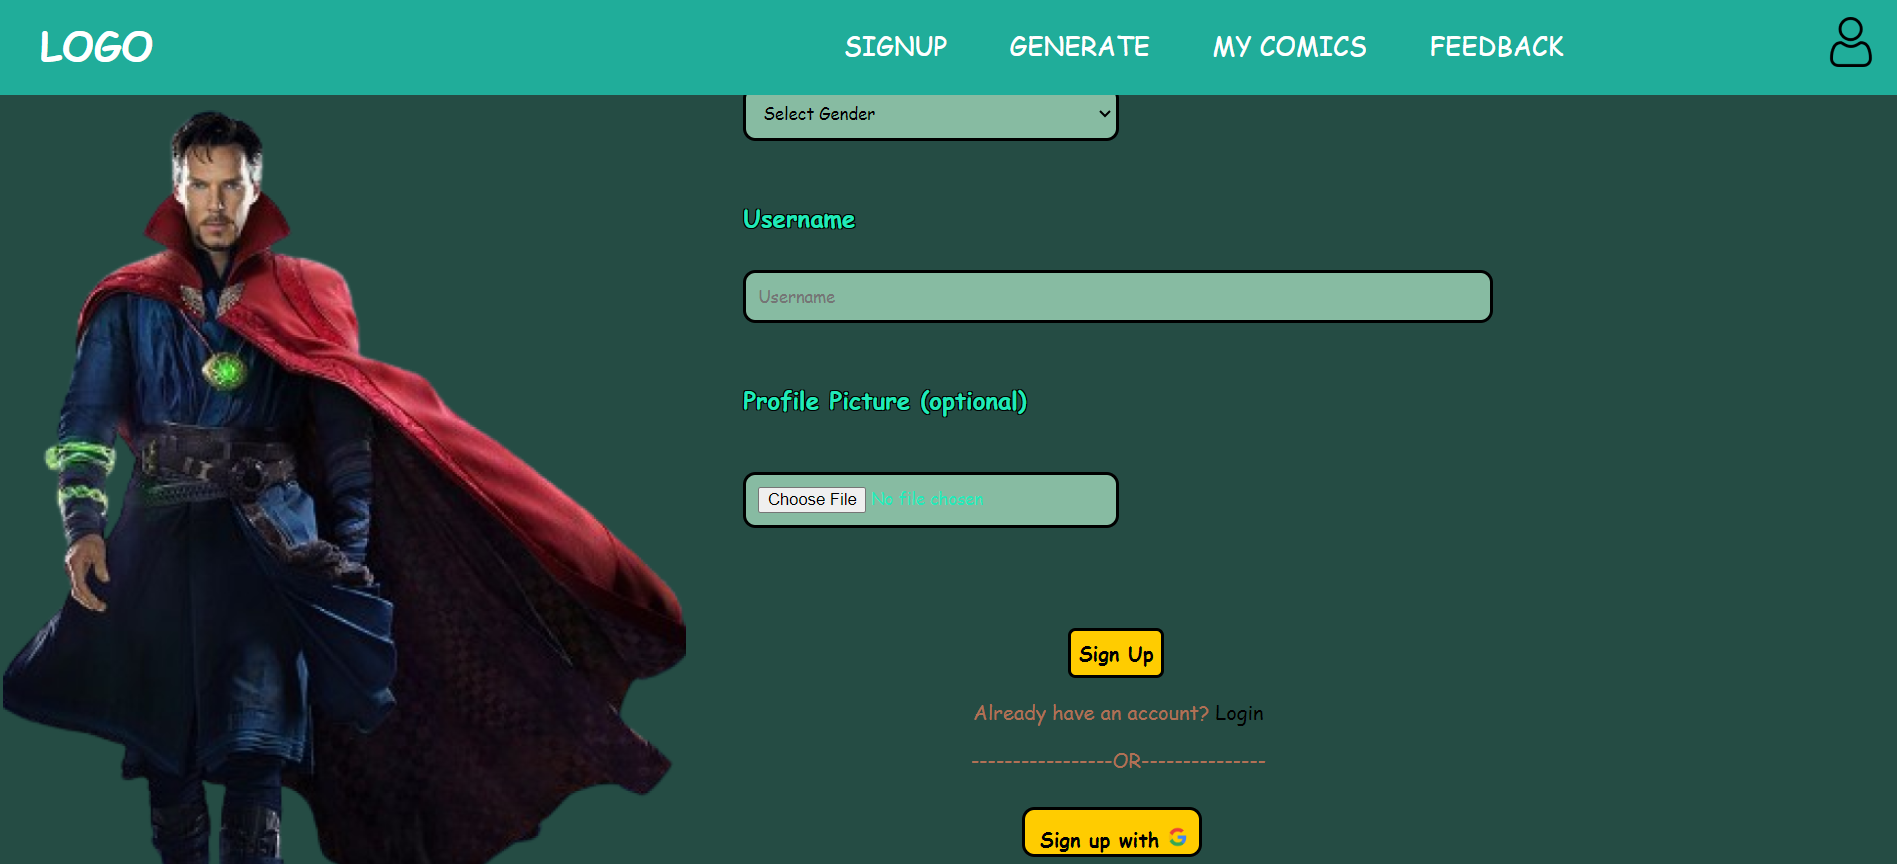 LOGO SIGNUP GENERATE MY COMICS FEEDBACK
Select Gender
Username
Username
Profile Picture (optional)
Choose File No file chosen
Sign Up
Already have an account? Login
-----------------OR---------------
Sign up with G